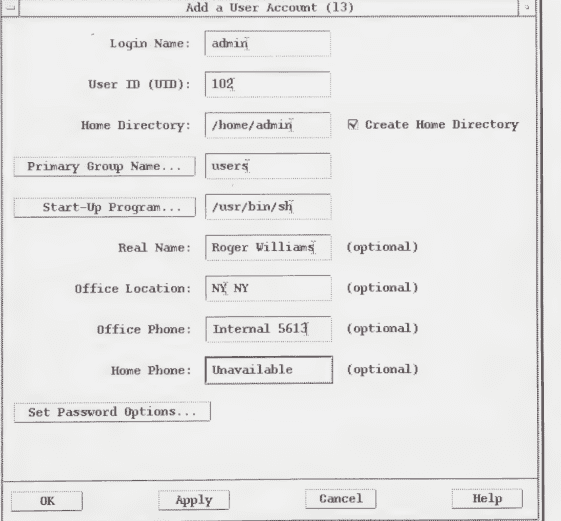 Add a User Account (13)
Login Name: admin
User ID (UID): 102
Home Directory: /home/admin Create Home Directory
Primary Group Name... users
Start-Up Program... /usr/bin/sh
Real Name: Roger Williams (optional)
Office Location: NY NY (optional)
Office Phone: Internal 5613 (optional)
Home Phone: Unavailable (optional)
Set Password Options...
OK Apply Cancel Help